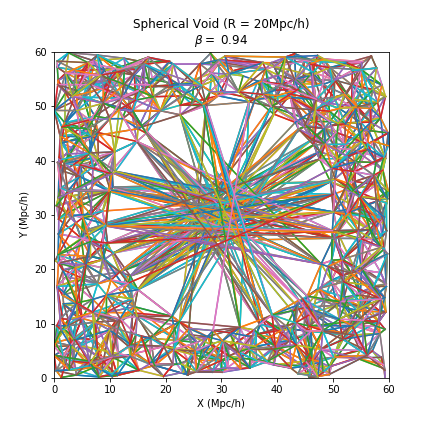 Spherical Void (R = 20Mpc/h)
β = 0.94
60
50
40
30
20
10
0
Y (Mpc/h)
0 10 20 30 40 50 60
X (Mpc/h)